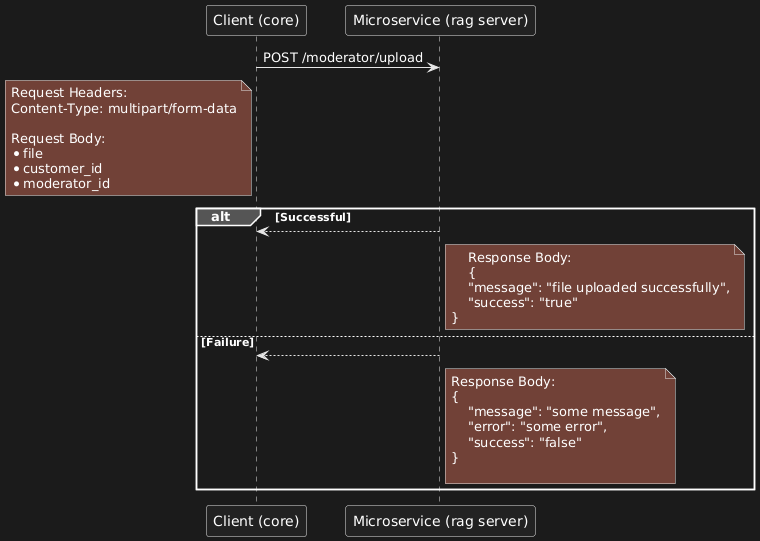 Client (core)
Microservice (rag server)
POST /moderator/upload
Request Headers:
Content-Type: multipart/form-data
Request Body:
• file
• customer_id
• moderator_id
alt
[Successful]
Response Body:
{
"message": "file uploaded successfully",
"success": "true"
}
[Failure]
Response Body:
{
"message": "some message",
"error": "some error",
"success": "false"
}
Client (core)
Microservice (rag server)